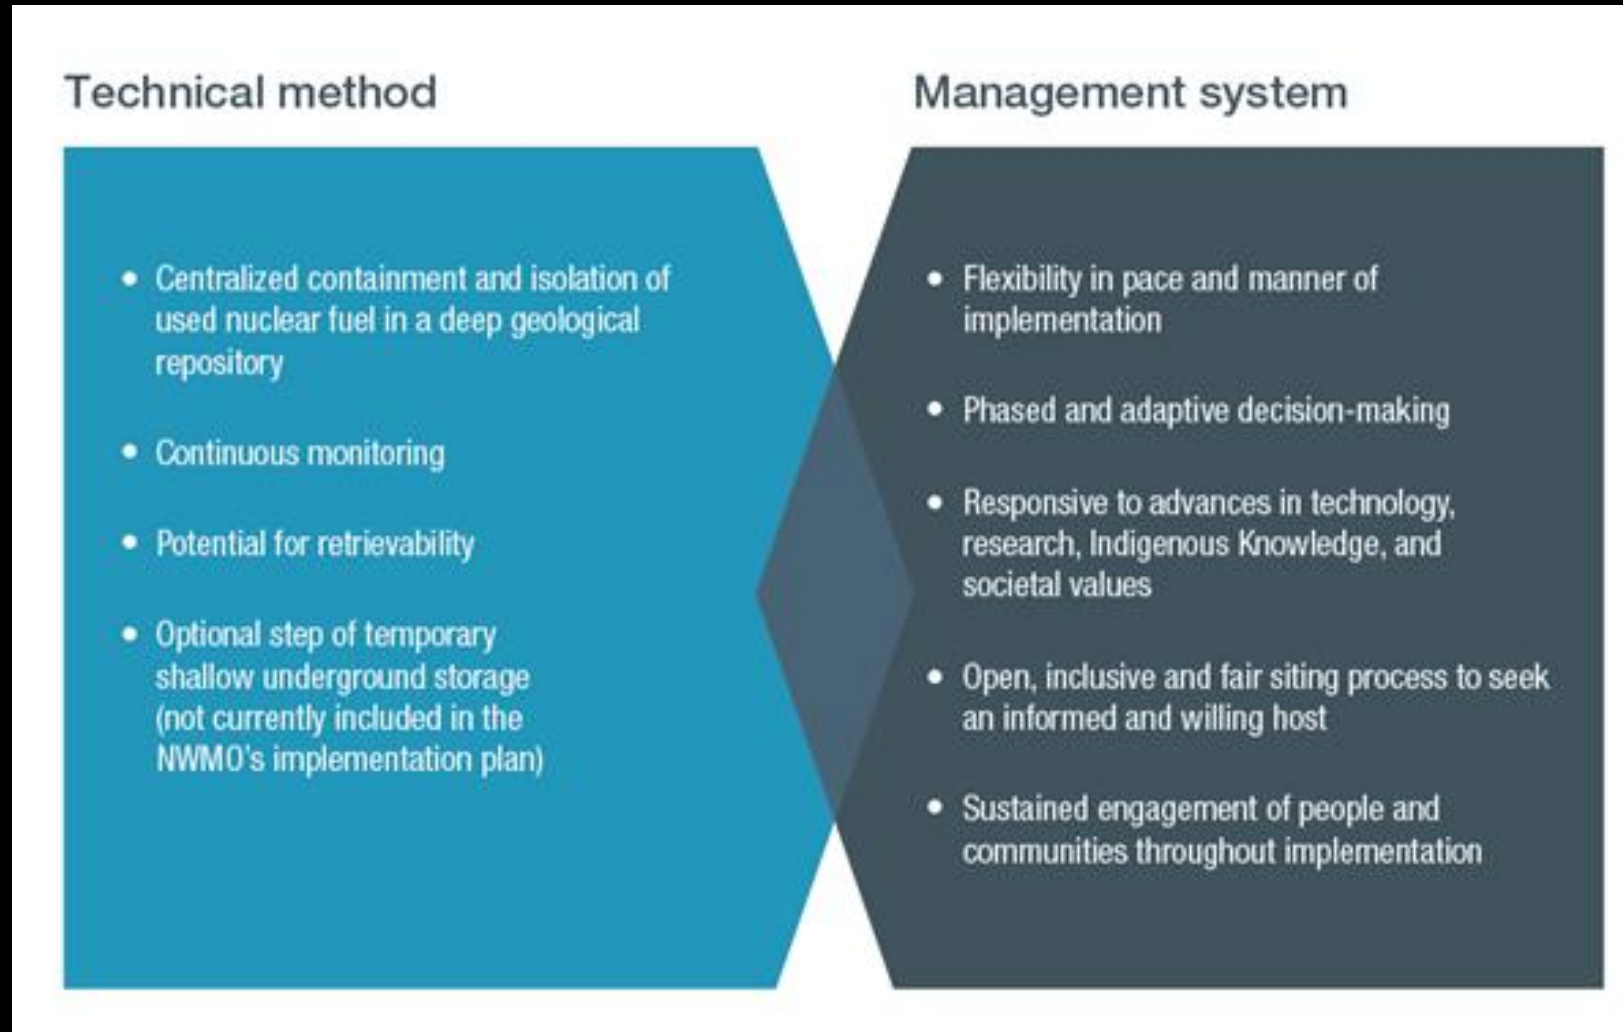 Technical method
• Centralized containment and isolation of
used nuclear fuel in a deep geological
repository
• Continuous monitoring
• Potential for retrievability
• Optional step of temporary
shallow underground storage
(not currently included in the
NWMO's implementation plan)
Management system
• Flexibility in pace and manner of
implementation
• Phased and adaptive decision-making
• Responsive to advances in technology,
research, Indigenous Knowledge, and
societal values
• Open, inclusive and fair siting process to seek
an informed and willing host
• Sustained engagement of people and
communities throughout implementation